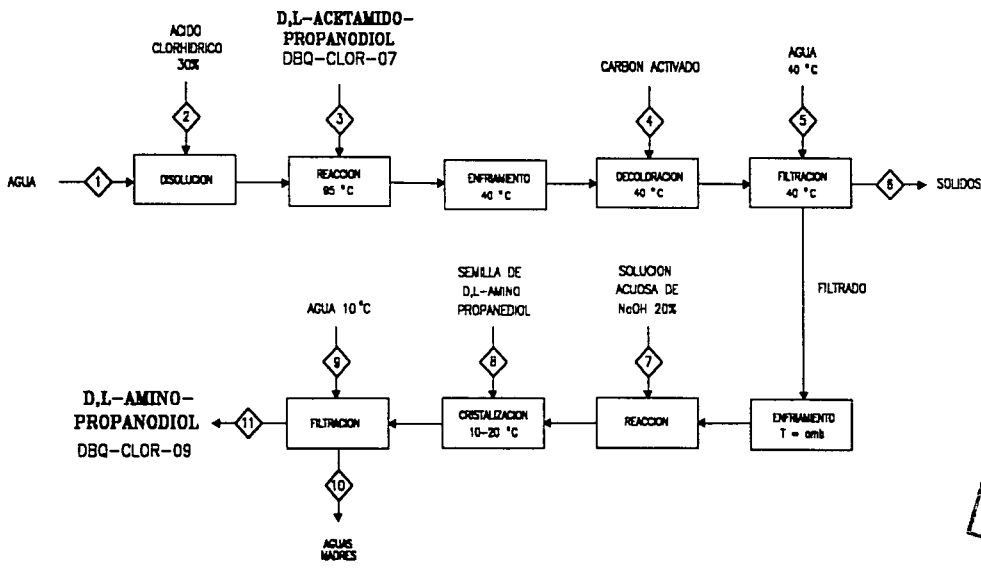 ACIDO
CLORHIDRICO
30%
D,L-ACETAMIDO-
PROPANODIOL
DBQ-CLOR-07
CARBON ACTIVADO
AGUA
40 °C
2
3
4
5
AGUA
1
DISOLUCION
REACCION
95 °C
ENFRIAMIENTO
40 °C
DECOLORACION
40 °C
FILTRACION
40 °C
6
SOLIDOS
FILTRADO
AGUA 10 °C
SEMILLA DE
D,L-AMINO
PROPANEDIOL
SOLUCION
ACUOSA DE
NaOH 20%
9
8
7
D,L-AMINO-
PROPANODIOL
DBQ-CLOR-09
11
FILTRACION
CRISTALIZACION
10-20 °C
REACCION
ENFRIAMIENTO
T = amb
10
AGUAS
MADRES